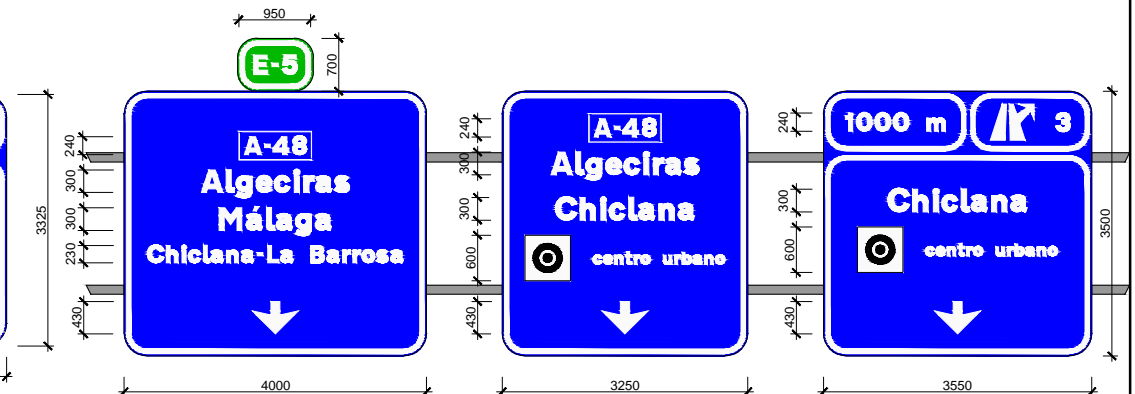 950
E-5
700
3325
240
300
300
230
430
A-48
Algeciras
Málaga
Chiclana-La Barrosa
4000
240
300
300
600
430
A-48
Algeciras
Chiclana
centro urbano
3250
240
300
600
430
1000 m
3
Chiclana
centro urbano
3500
3550